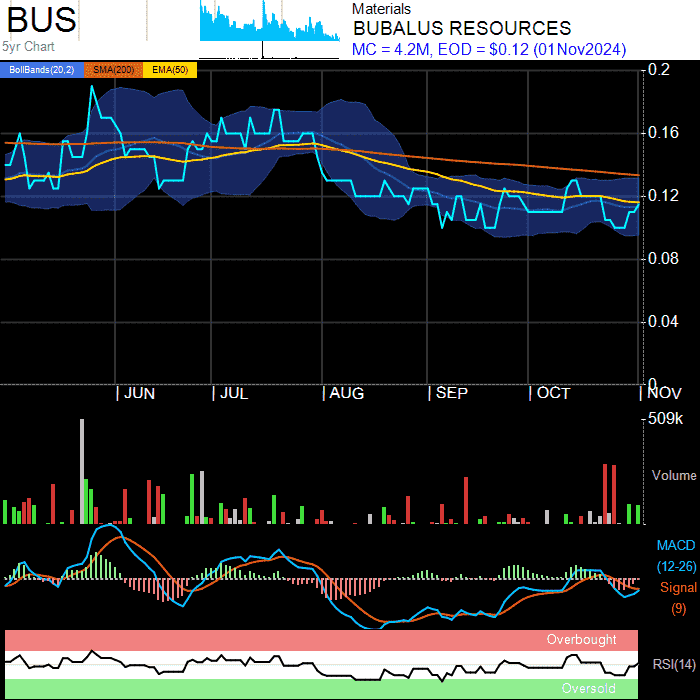 BUS
5yr Chart
Materials
BUBALUS RESOURCES
MC = 4.2M, EOD = $0.12 (01Nov2024)
BollBands(20,2) SMA(200) EMA(50)
0.2
0.16
0.12
0.08
0.04
0
JUN JUL AUG SEP OCT NOV
509k
Volume
MACD
(12-26)
Signal
(9)
Overbought
RSI(14)
Oversold